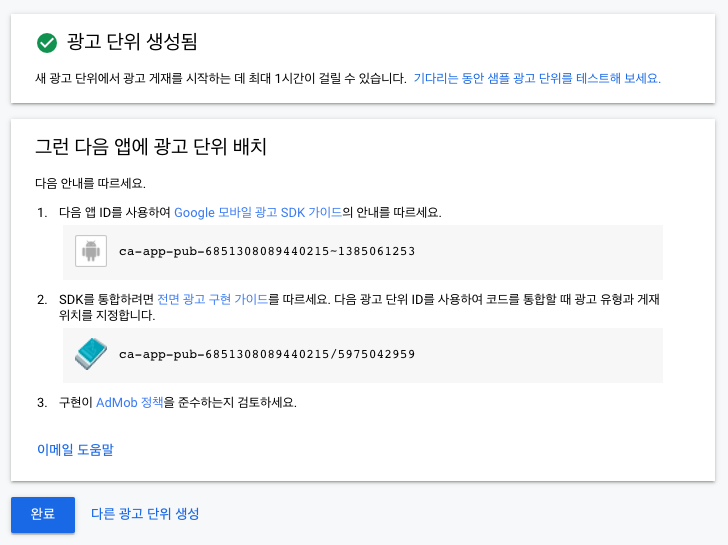 광고 단위 생성됨
새 광고 단위에서 광고 게재를 시작하는 데 최대 1시간이 걸릴 수 있습니다. 기다리는 동안 샘플 광고 단위를 테스트해 보세요.
그런 다음 앱에 광고 단위 배치
다음 안내를 따르세요.
1. 다음 앱 ID를 사용하여 Google 모바일 광고 SDK 가이드의 안내를 따르세요.
ca-app-pub-6851308089440215~1385061253
2. SDK를 통합하려면 전면 광고 구현 가이드를 따르세요. 다음 광고 단위 ID를 사용하여 코드를 통합할 때 광고 유형과 게재
위치를 지정합니다.
ca-app-pub-6851308089440215/5975042959
3. 구현이 AdMob 정책을 준수하는지 검토하세요.
이메일 도움말
완료 다른 광고 단위 생성